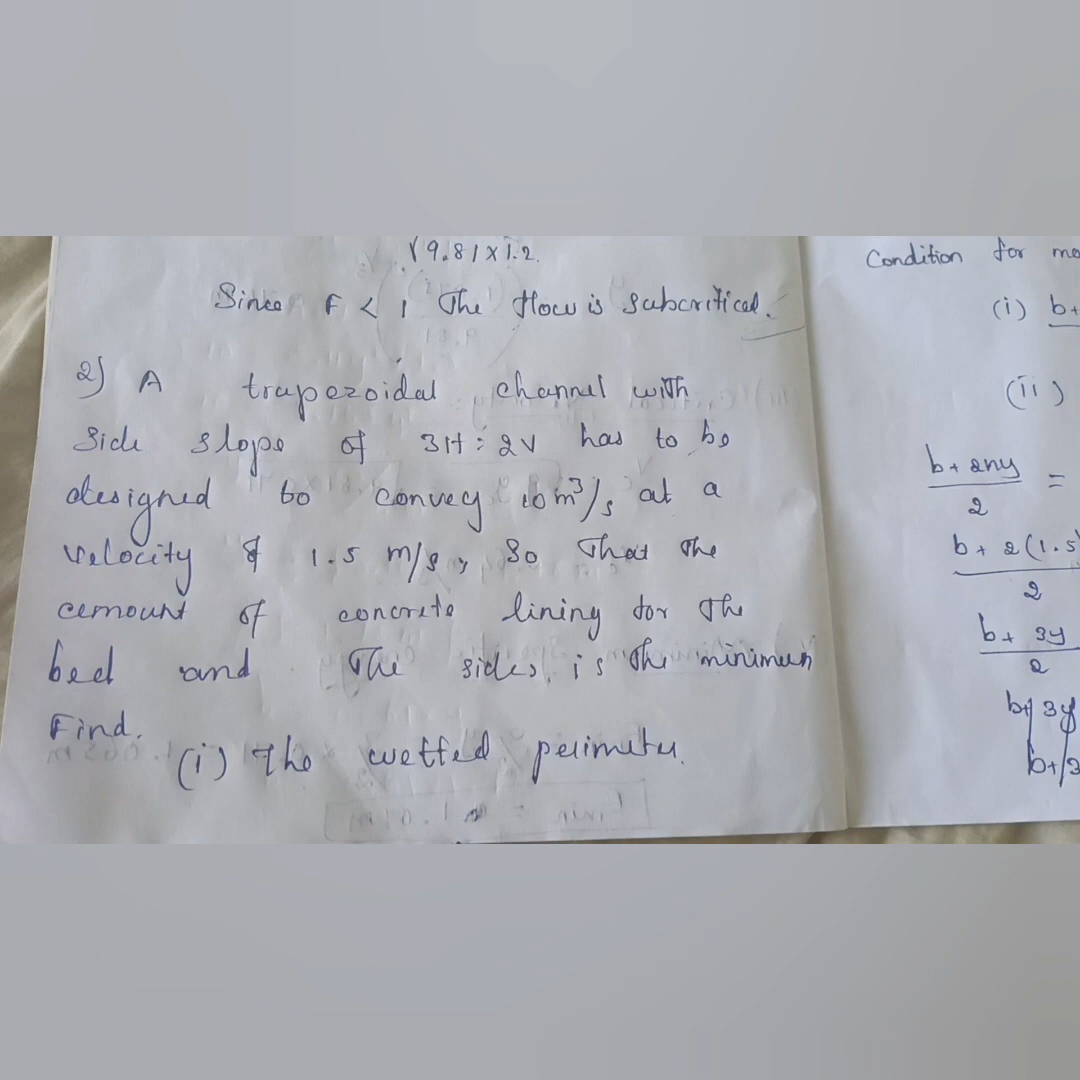 √9.81x1.2.
Since F < 1 The flow is subcritical.
2) A trapezoidal channel with
side slope of 3H : 2V has to be
designed to convey 10 m³/s at a
velocity of 1.5 m/s, So that the
amount of concrete lining for the
bed and the sides, is the minimum
Find.
(i) The wetted perimeter.
Condition for
(i) b+
(ii)
b+2ny
2
=
b+2(1.5)
2
b+3y
2
b+3y
b+3